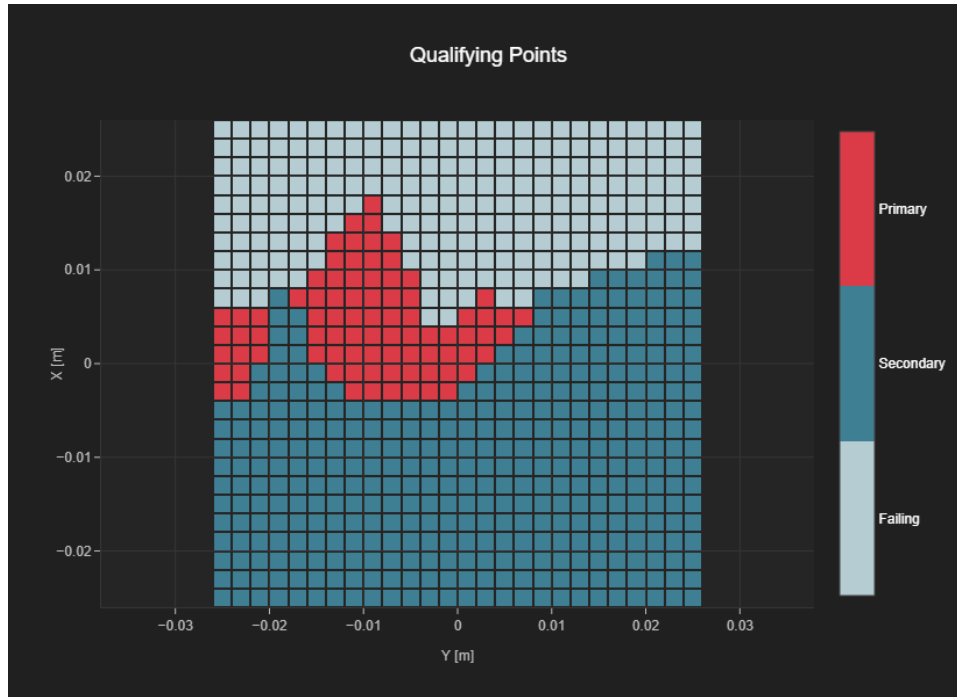 Qualifying Points
0.02
0.01
0
−0.01
−0.02
X [m]
−0.03
−0.02
−0.01
0
0.01
0.02
0.03
Y [m]
Primary
Secondary
Failing